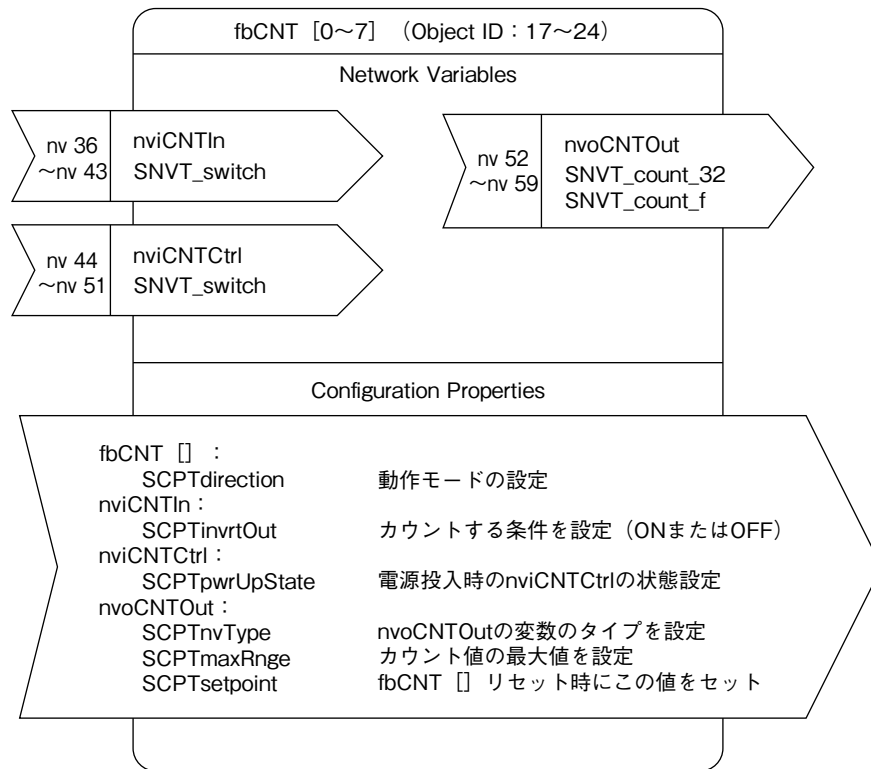 fbCNT [0～7] (Object ID：17～24)
Network Variables
nv 36
～nv 43
nviCNTIn
SNVT_switch
nv 52
～nv 59
nvoCNTOut
SNVT_count_32
SNVT_count_f
nv 44
～nv 51
nviCNTCtrl
SNVT_switch
Configuration Properties
fbCNT []：
SCPTdirection 動作モードの設定
nviCNTIn：
SCPTinvrtOut カウントする条件を設定（ONまたはOFF）
nviCNTCtrl：
SCPTpwrUpState 電源投入時のnviCNTCtrlの状態設定
nvoCNTOut：
SCPTnvType nvoCNTOutの変数のタイプを設定
SCPTmaxRnge カウント値の最大値を設定
SCPTsetpoint fbCNT [] リセット時にこの値をセット